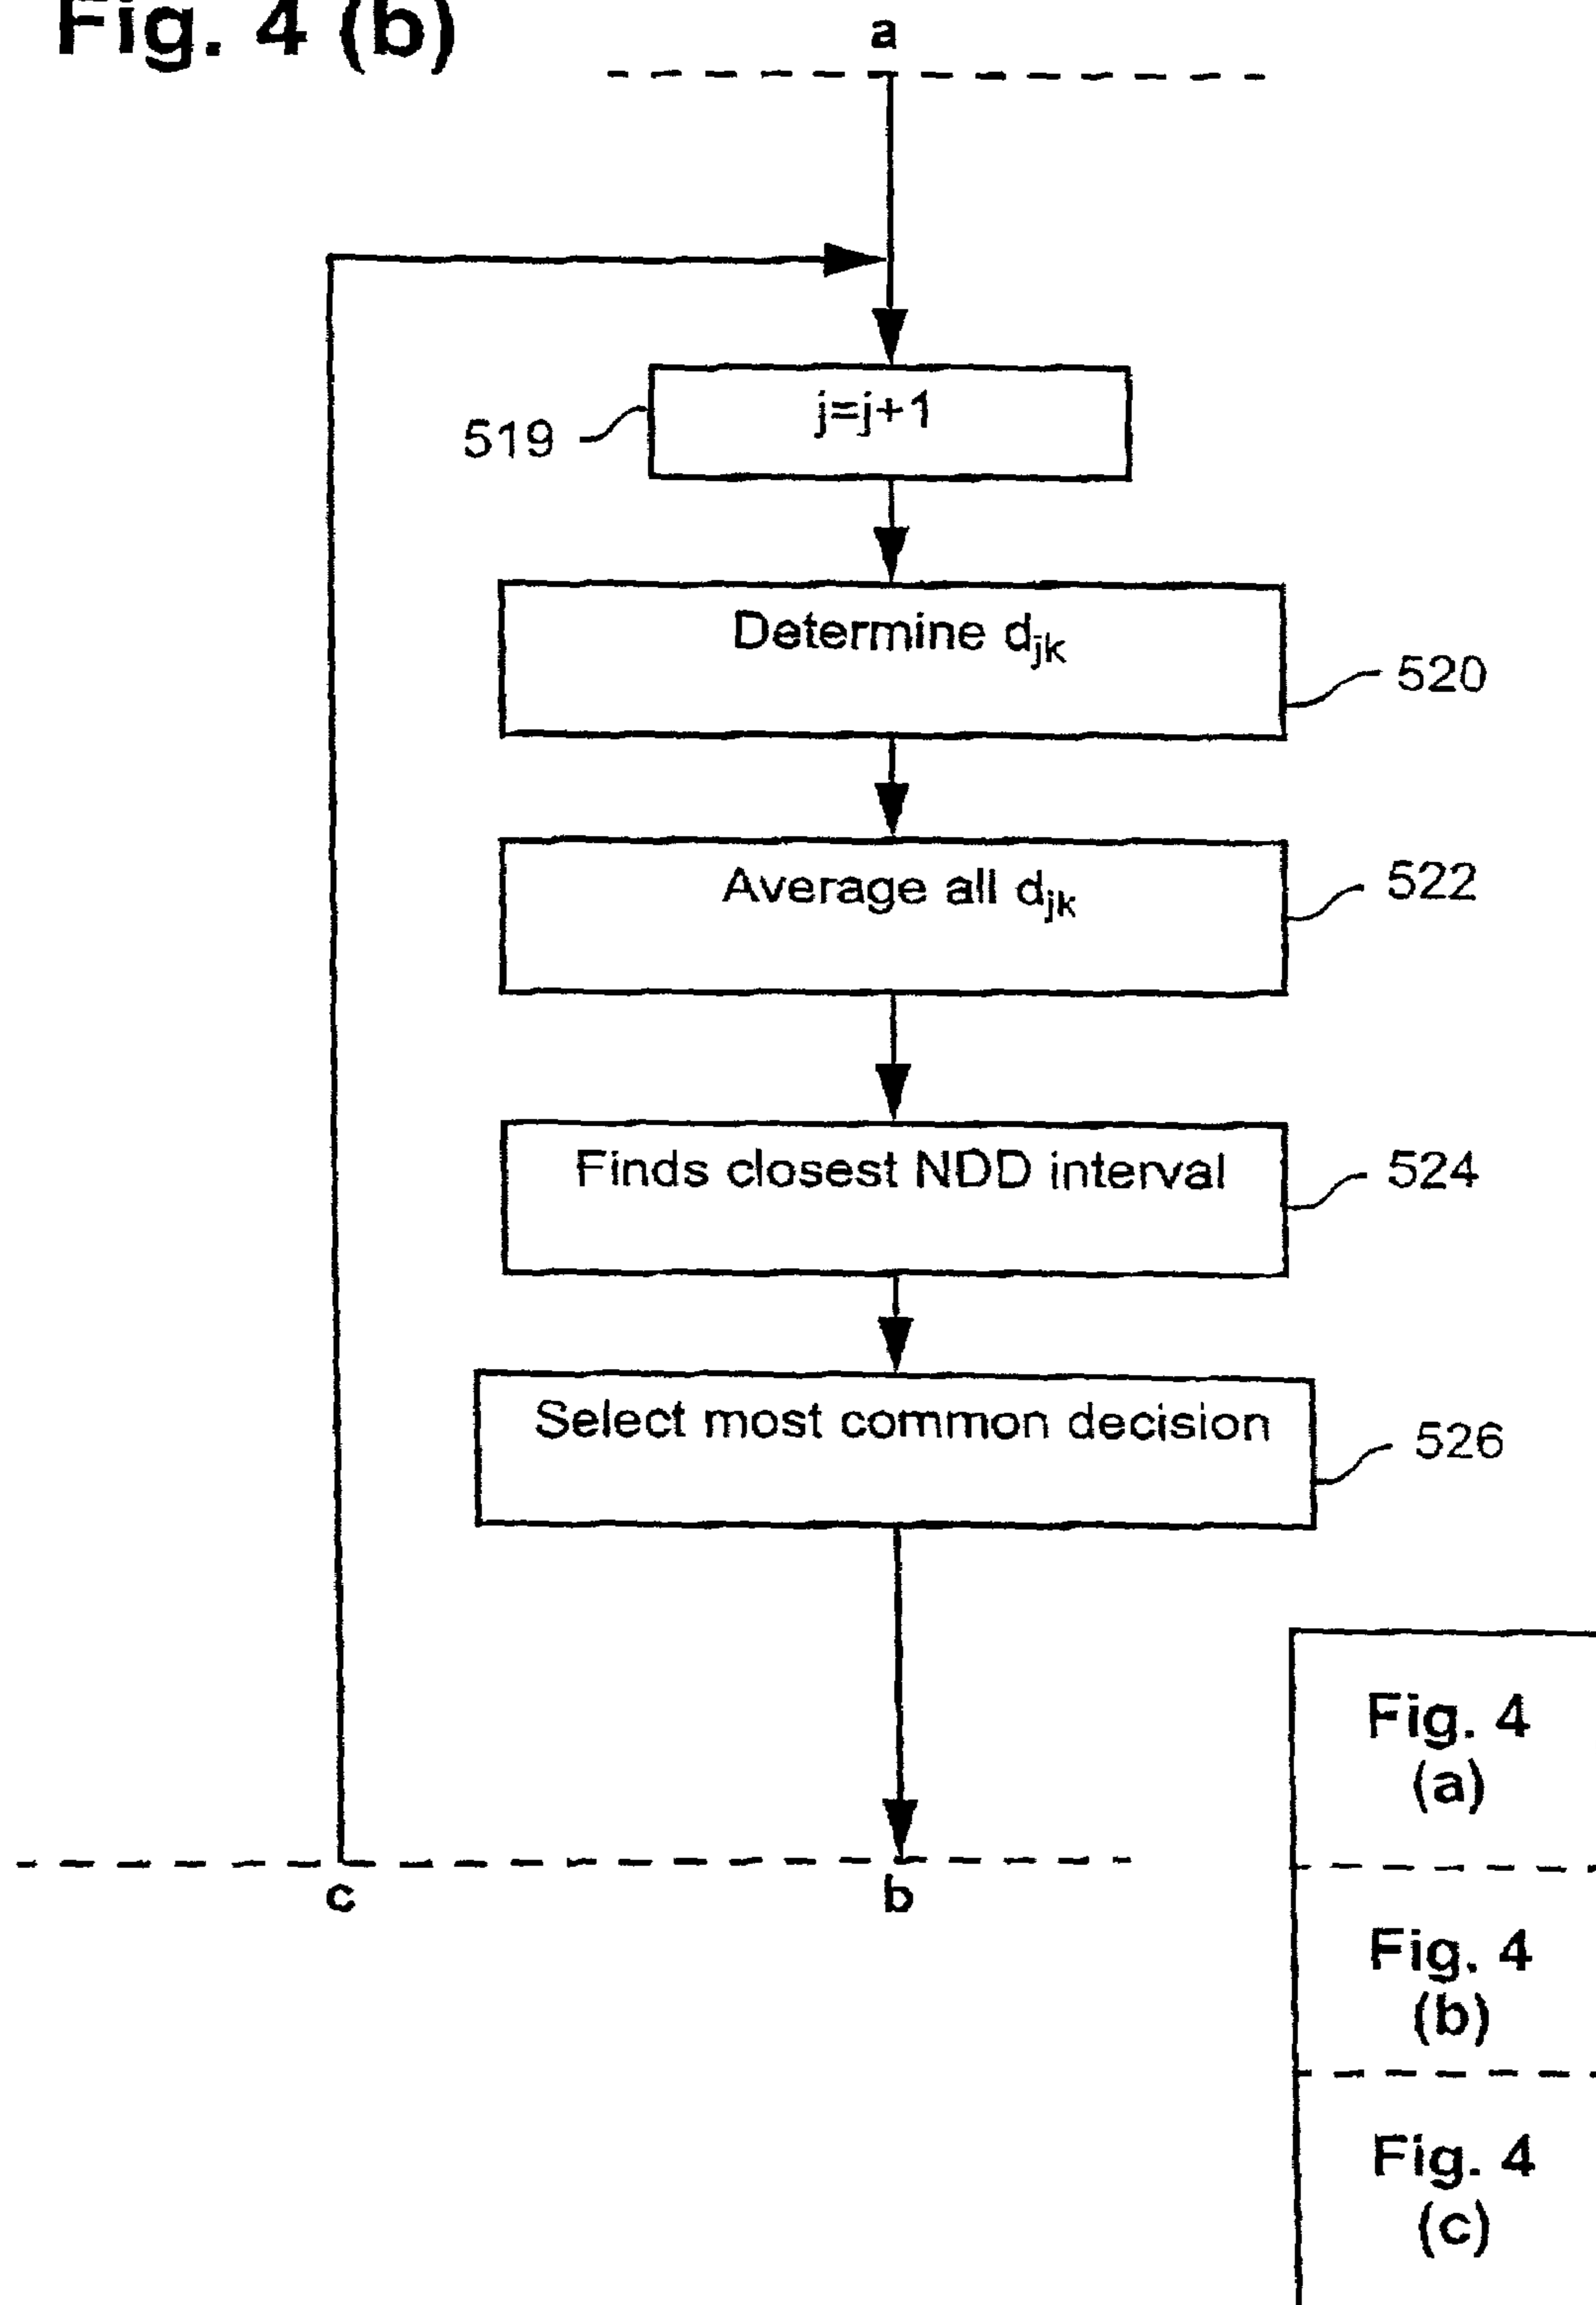 Fig. 4 (b)
a
j=j+1
519
Determine djk
520
Average all djk
522
Finds closest NDD interval
524
Select most common decision
526
c
b
Fig. 4
(a)
Fig. 4
(b)
Fig. 4
(c)